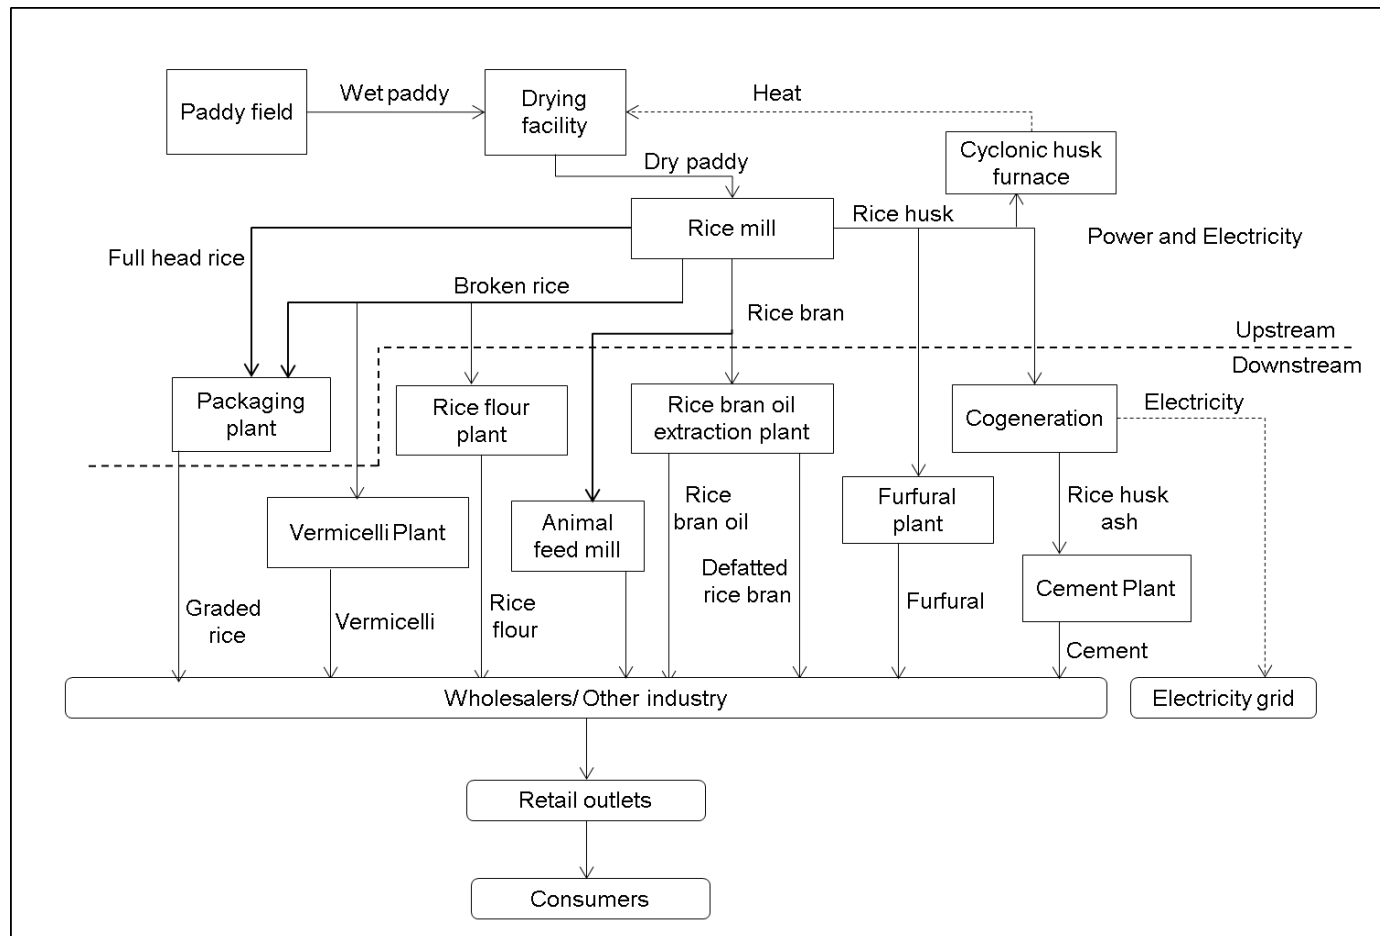 Paddy field
Wet paddy
Drying
facility
Heat
Cyclonic husk
furnace
Dry paddy
Rice mill
Rice husk
Power and Electricity
Full head rice
Broken rice
Rice bran
Upstream
Downstream
Packaging
plant
Rice flour
plant
Rice bran oil
extraction plant
Cogeneration
Electricity
Vermicelli Plant
Animal
feed mill
Rice
bran oil
Defatted
rice bran
Furfural
plant
Rice husk
ash
Cement Plant
Graded
rice
Vermicelli
Rice
flour
Furfural
Cement
Wholesalers/ Other industry
Electricity grid
Retail outlets
Consumers